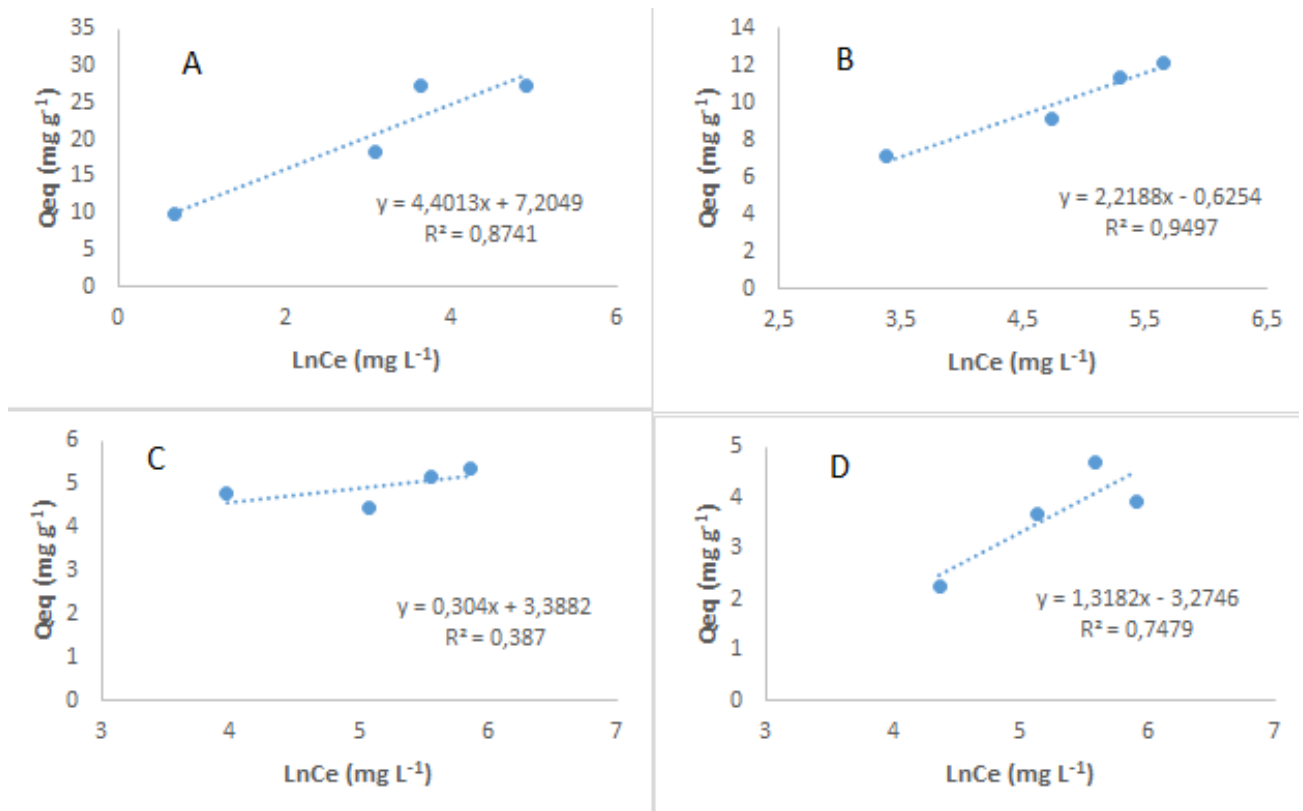 A
Qeq (mg g⁻¹)
35
30
25
20
15
10
5
0
y = 4,4013x + 7,2049
R² = 0,8741
0 2 4 6
LnCe (mg L⁻¹)
B
Qeq (mg g⁻¹)
14
12
10
8
6
4
2
0
y = 2,2188x - 0,6254
R² = 0,9497
2,5 3,5 4,5 5,5 6,5
LnCe (mg L⁻¹)
C
Qeq (mg g⁻¹)
6
5
4
3
2
1
0
y = 0,304x + 3,3882
R² = 0,387
3 4 5 6 7
LnCe (mg L⁻¹)
D
Qeq (mg g⁻¹)
5
4
3
2
1
0
y = 1,3182x - 3,2746
R² = 0,7479
3 4 5 6 7
LnCe (mg L⁻¹)